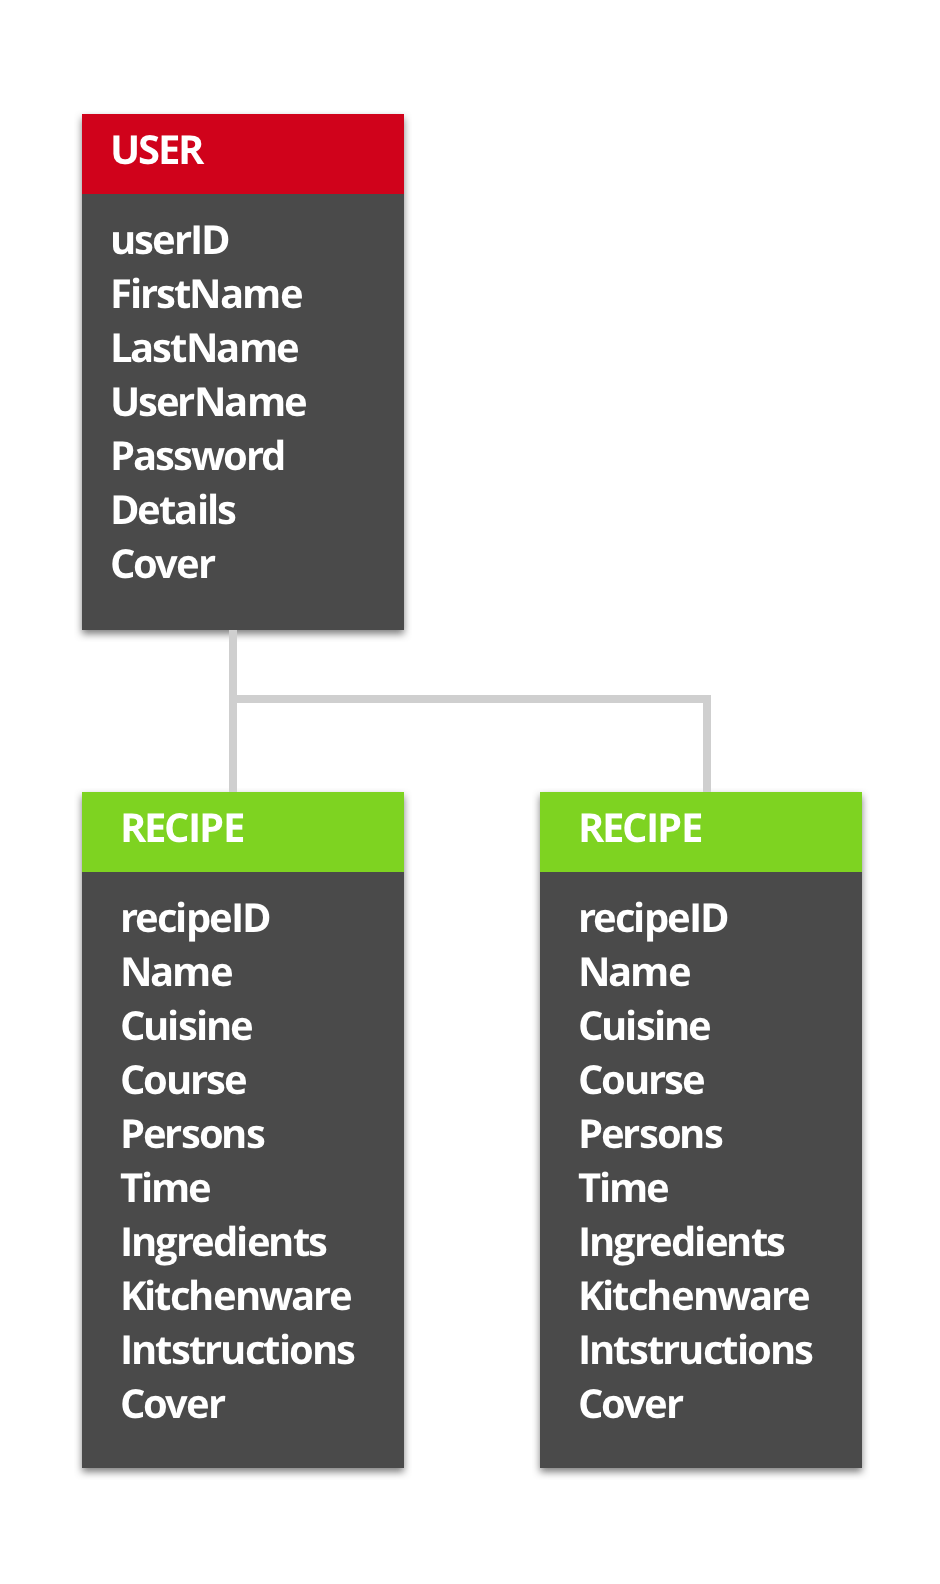 USER
userID
FirstName
LastName
UserName
Password
Details
Cover
RECIPE
recipeID
Name
Cuisine
Course
Persons
Time
Ingredients
Kitchenware
Intstructions
Cover
RECIPE
recipeID
Name
Cuisine
Course
Persons
Time
Ingredients
Kitchenware
Intstructions
Cover